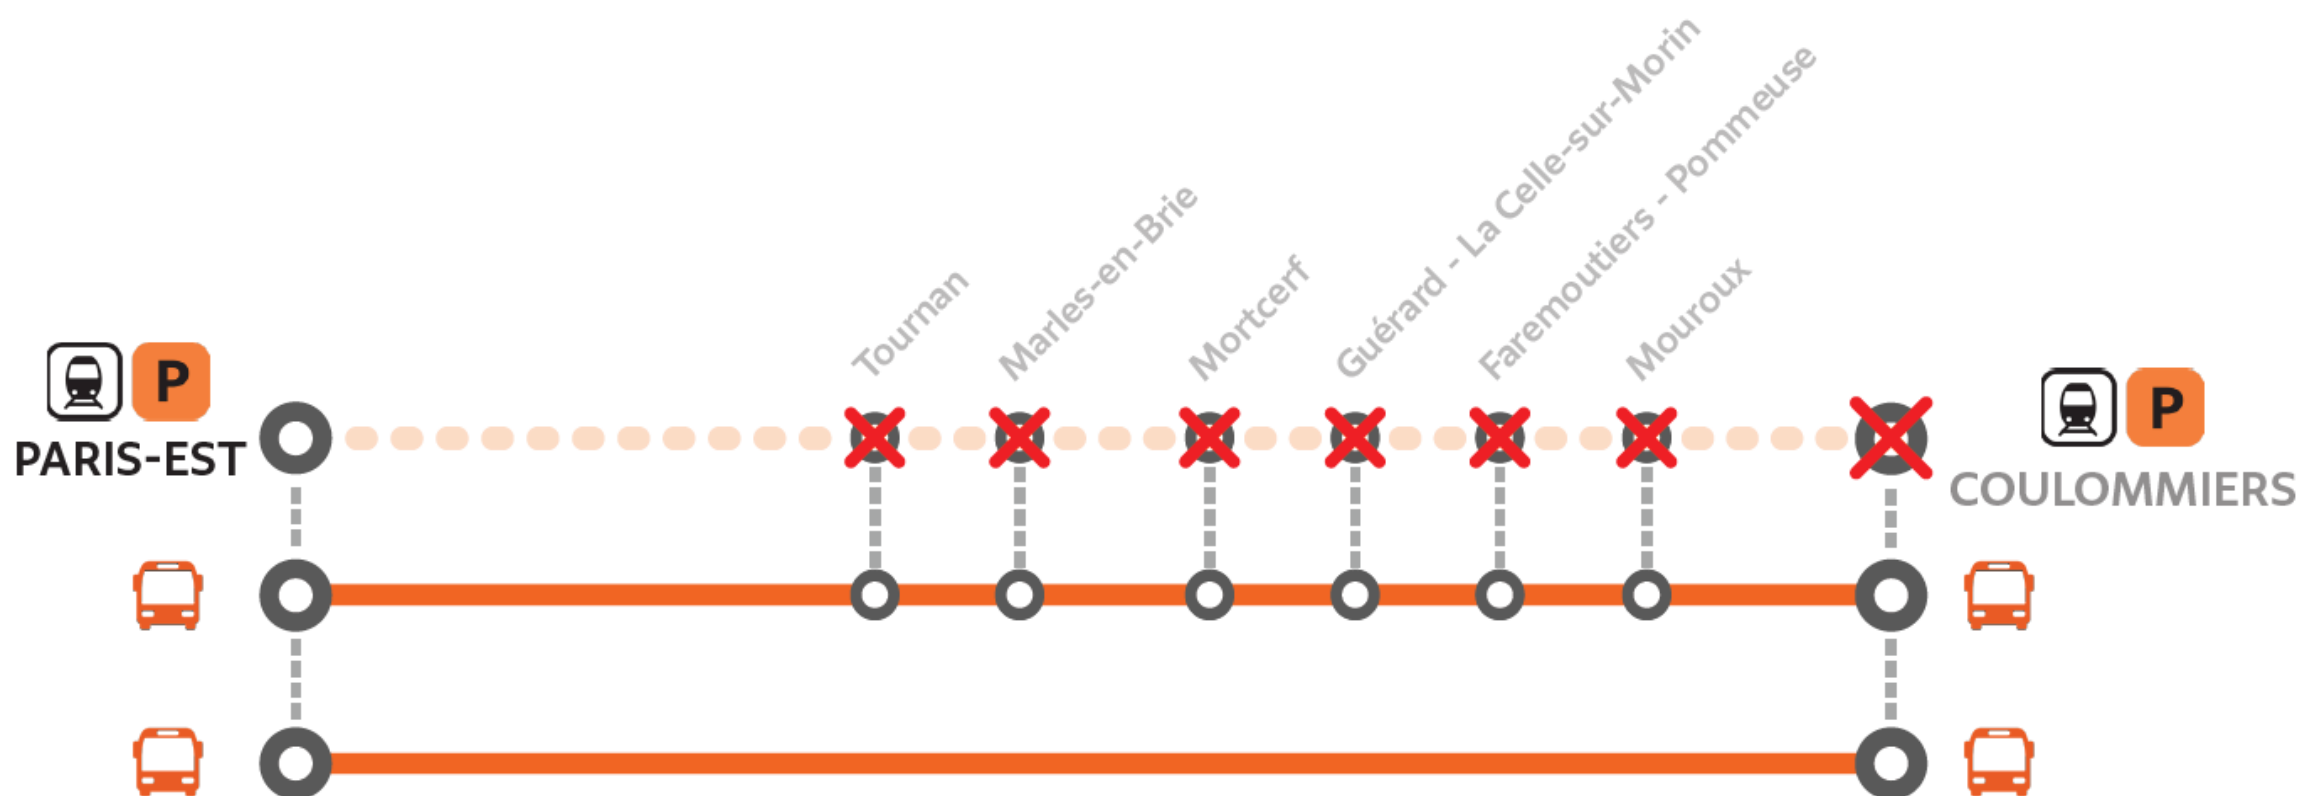 Tournan
Marles-en-Brie
Mortcerf
Guérard - La Celle-sur-Morin
Faremoutiers - Pommeuse
Mouroux
P
PARIS-EST
P
COULOMMIERS